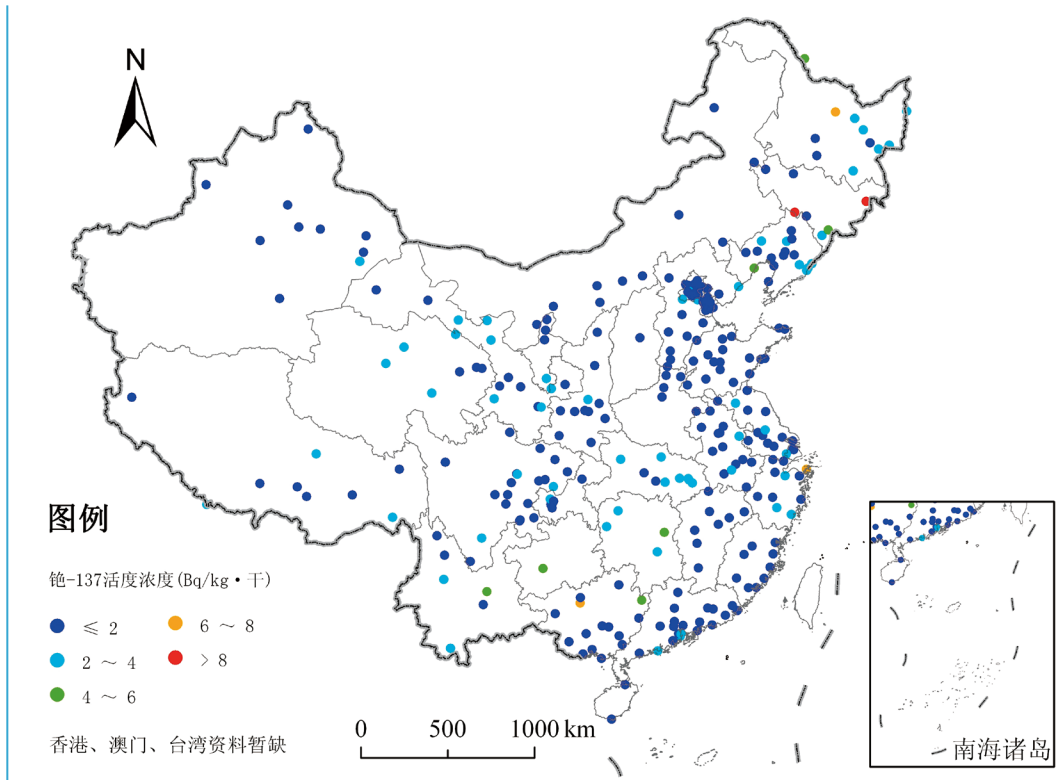 N
图例
铯-137活度浓度(Bq/kg·干)
≤ 2
6 ～ 8
2 ～ 4
> 8
4 ～ 6
香港、澳门、台湾资料暂缺
0 500 1000 km
南海诸岛